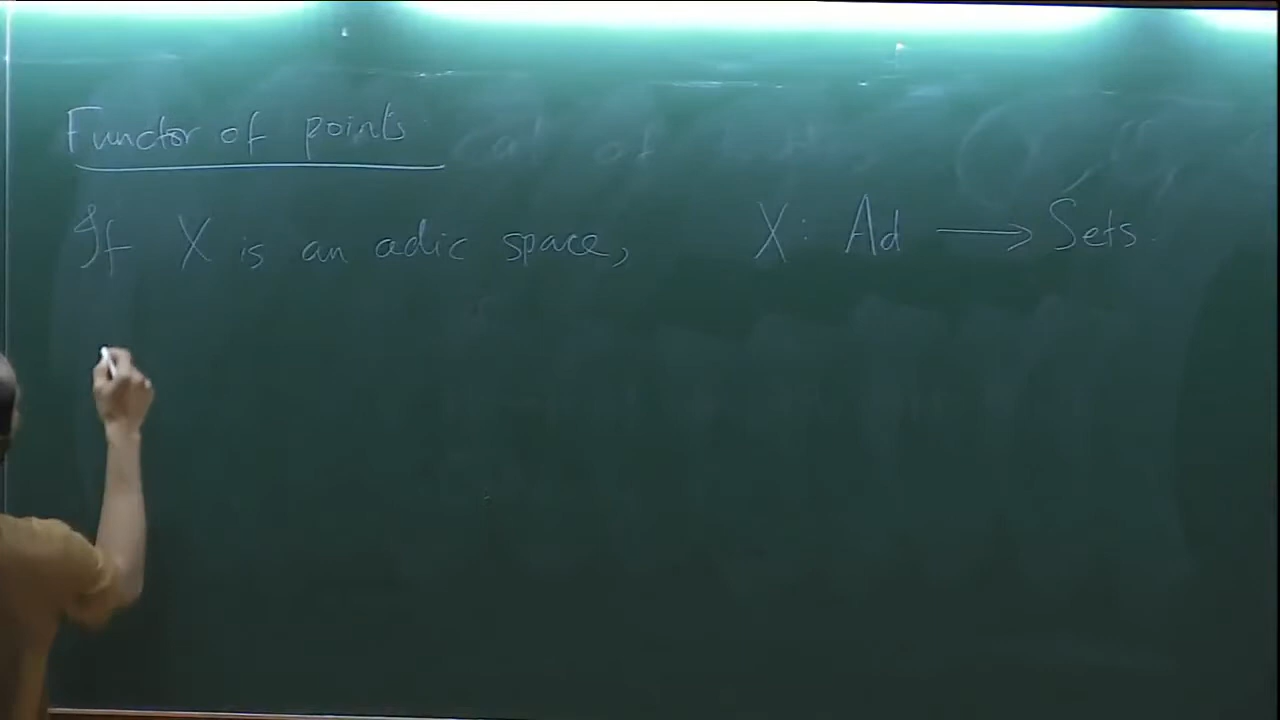 Functor of points
If X is an adic space, X: Ad → Sets.